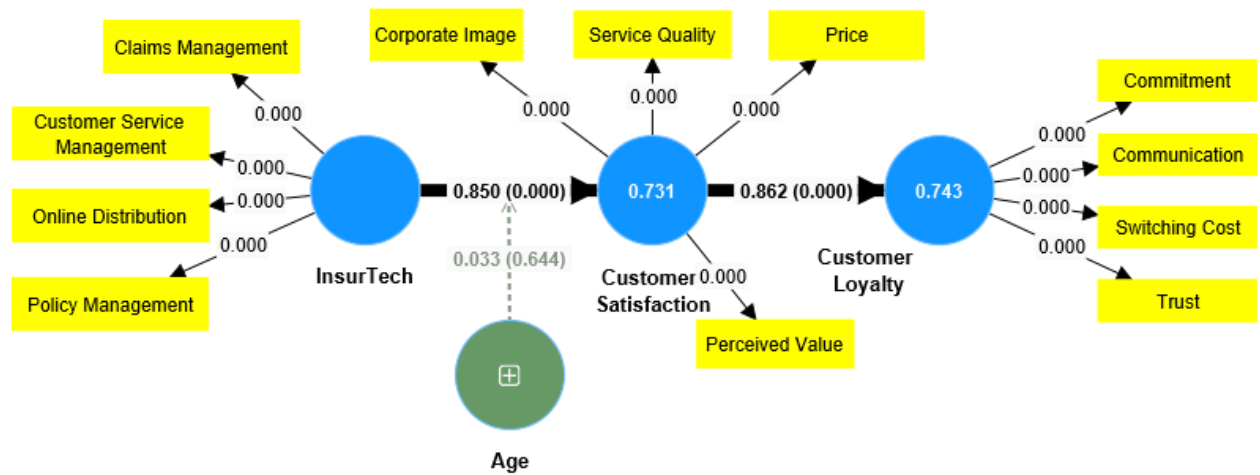 Claims Management
Corporate Image
Service Quality
Price
Commitment
0.000
0.000
0.000
0.000
0.000
Customer Service
Management
Communication
0.000
0.000
Online Distribution
0.000
0.850 (0.000)
0.731
0.862 (0.000)
0.743
0.000
Switching Cost
0.000
0.000
0.033 (0.644)
InsurTech
Customer
Satisfaction
0.000
Customer
Loyalty
Policy Management
Trust
Perceived Value
Age